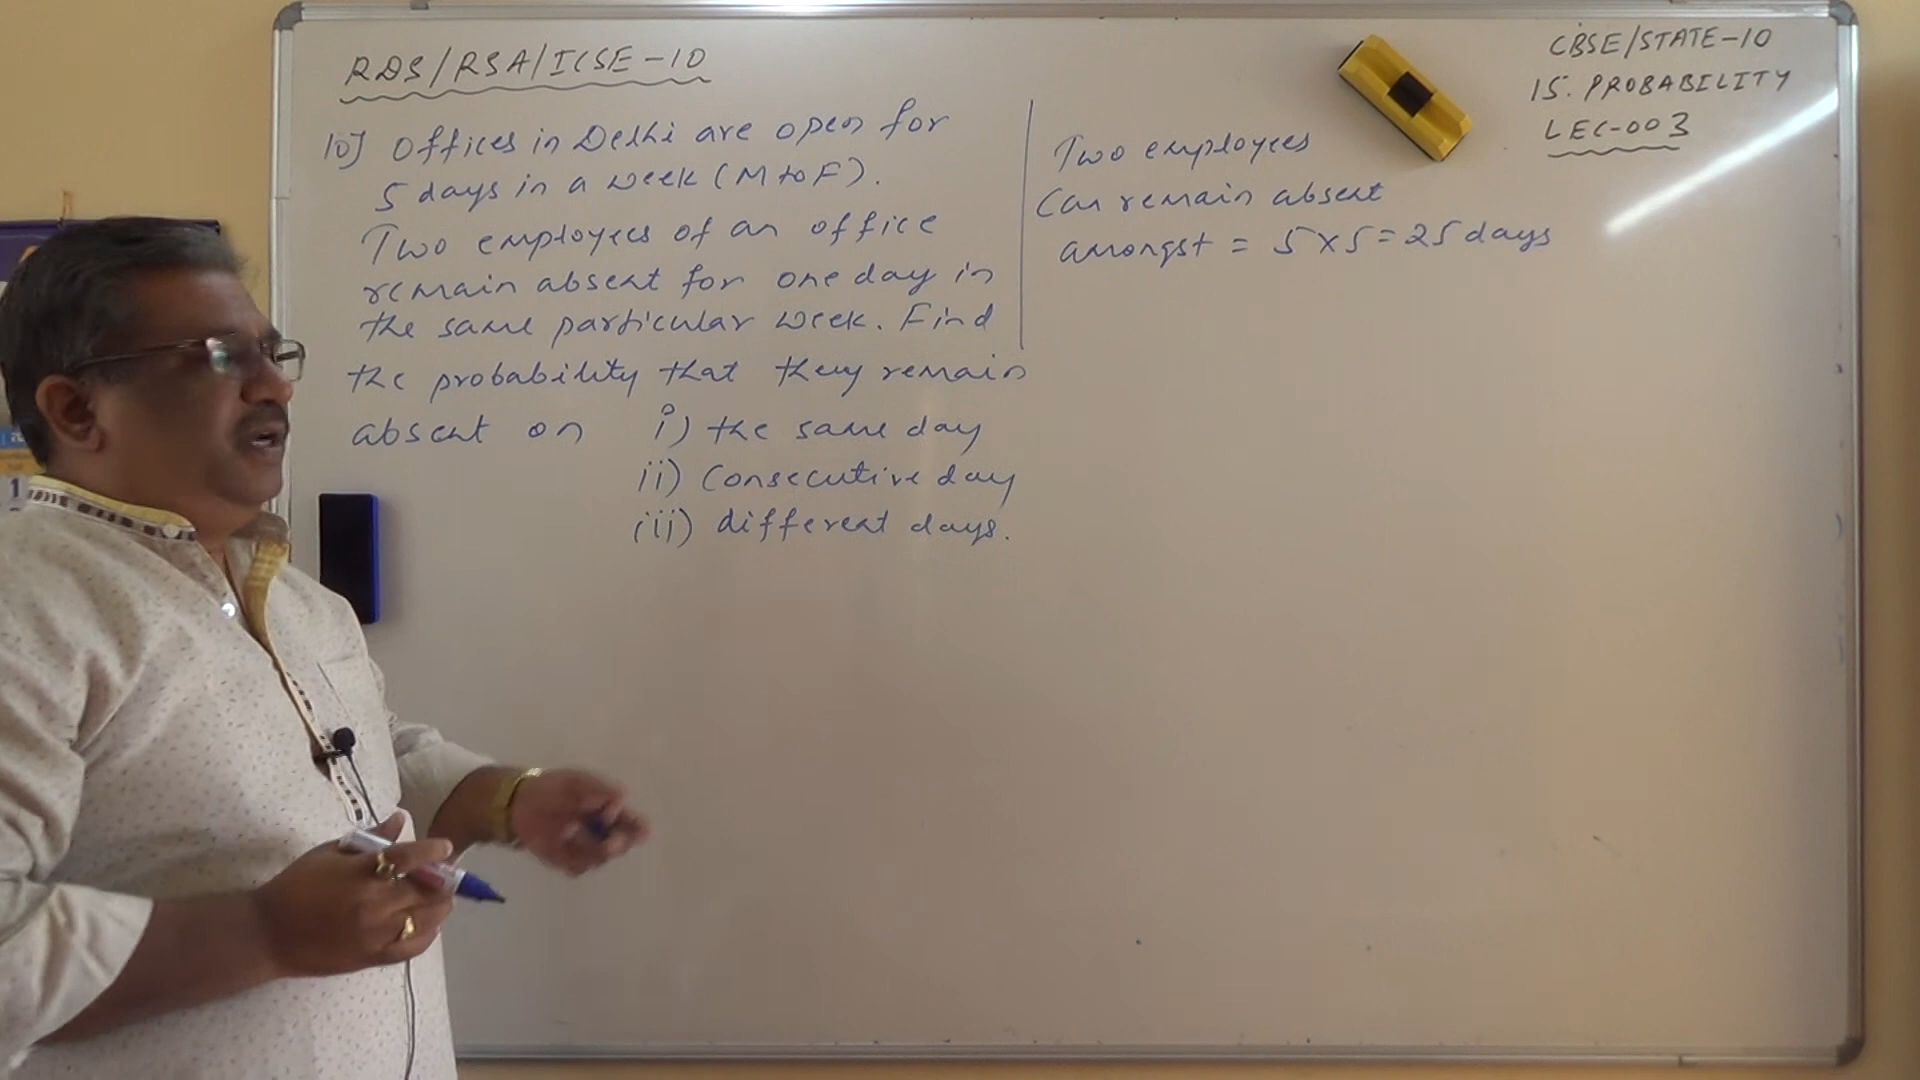 RDS/RSA/ICSE-10
10] Offices in Delhi are open for
5 days in a week (M to F).
Two employees of an office
remain absent for one day in
the same particular week. Find
the probability that they remain
absent on i) the same day
ii) Consecutive day
iii) different days.
Two employees
Can remain absent
amongst = 5 x 5 = 25 days
CBSE/STATE-10
15. PROBABILITY
LEC-003
1